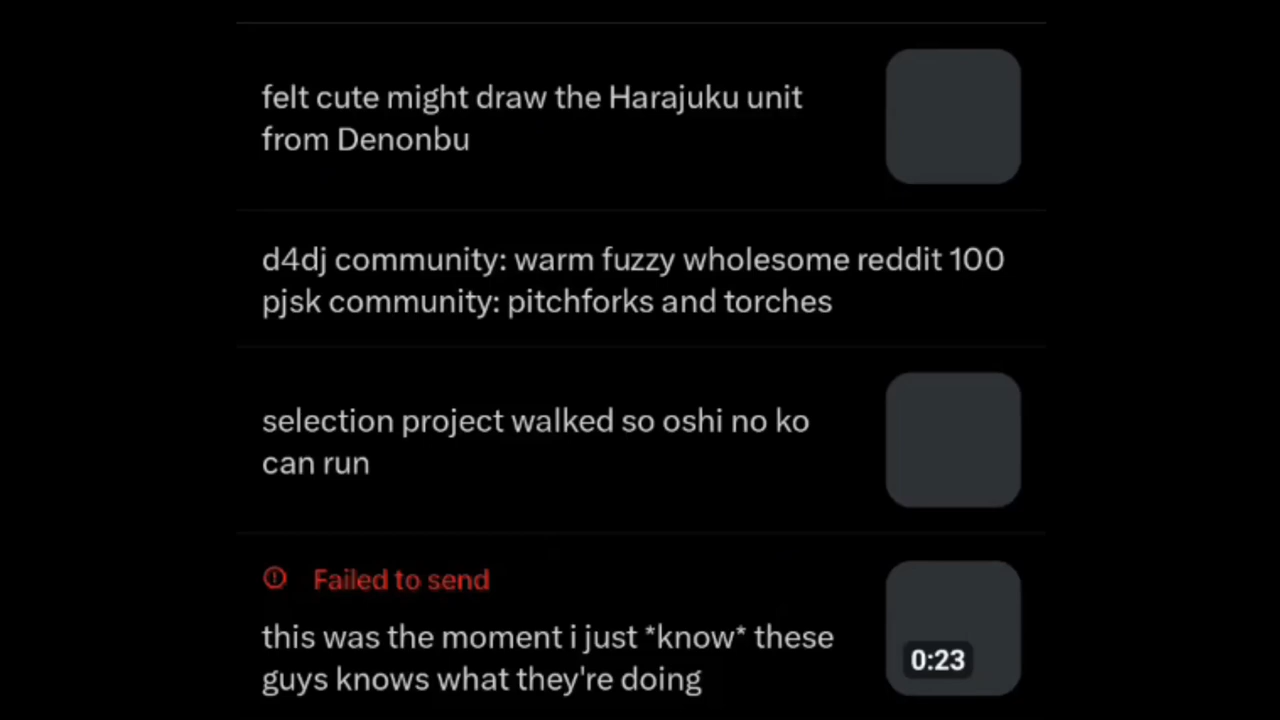 felt cute might draw the Harajuku unit
from Denonbu
d4dj community: warm fuzzy wholesome reddit 100
pjsk community: pitchforks and torches
selection project walked so oshi no ko
can run
Failed to send
this was the moment i just *know* these
guys knows what they're doing
0:23